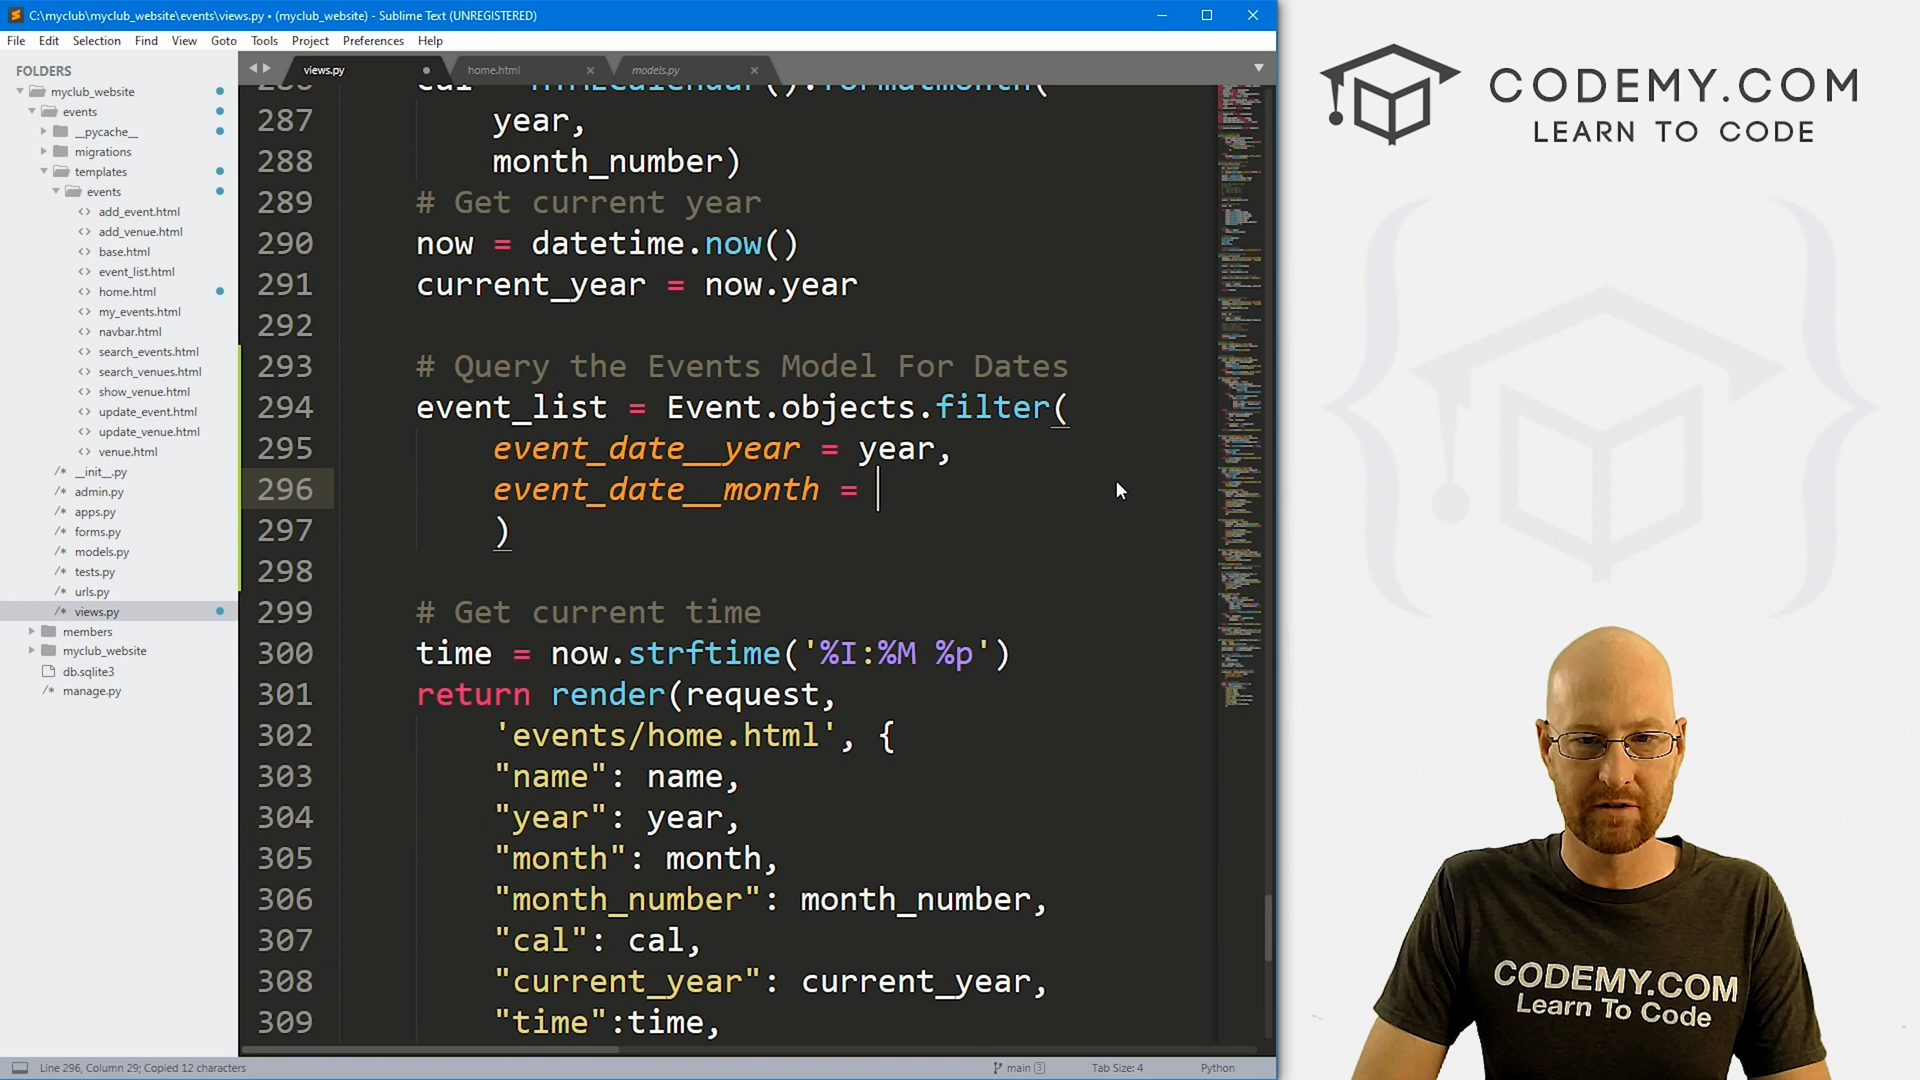 C:\myclub\myclub_website\events\views.py • (myclub_website) - Sublime Text (UNREGISTERED)
File Edit Selection Find View Goto Tools Project Preferences Help
FOLDERS
myclub_website
events
__pycache__
migrations
templates
events
add_event.html
add_venue.html
base.html
event_list.html
home.html
my_events.html
navbar.html
search_events.html
search_venues.html
show_venue.html
update_event.html
update_venue.html
venue.html
__init__.py
admin.py
apps.py
forms.py
models.py
tests.py
urls.py
views.py
members
myclub_website
db.sqlite3
manage.py
views.py home.html models.py
287 year,
288 month_number)
289 # Get current year
290 now = datetime.now()
291 current_year = now.year
292
293 # Query the Events Model For Dates
294 event_list = Event.objects.filter(
295 event_date__year = year,
296 event_date__month =
297 )
298
299 # Get current time
300 time = now.strftime('%I:%M %p')
301 return render(request,
302 'events/home.html', {
303 "name": name,
304 "year": year,
305 "month": month,
306 "month_number": month_number,
307 "cal": cal,
308 "current_year": current_year,
309 "time":time,
Line 296, Column 29; Copied 12 characters
main 3
Tab Size: 4
Python
CODEMY.COM
LEARN TO CODE
CODEMY.COM
Learn To Code